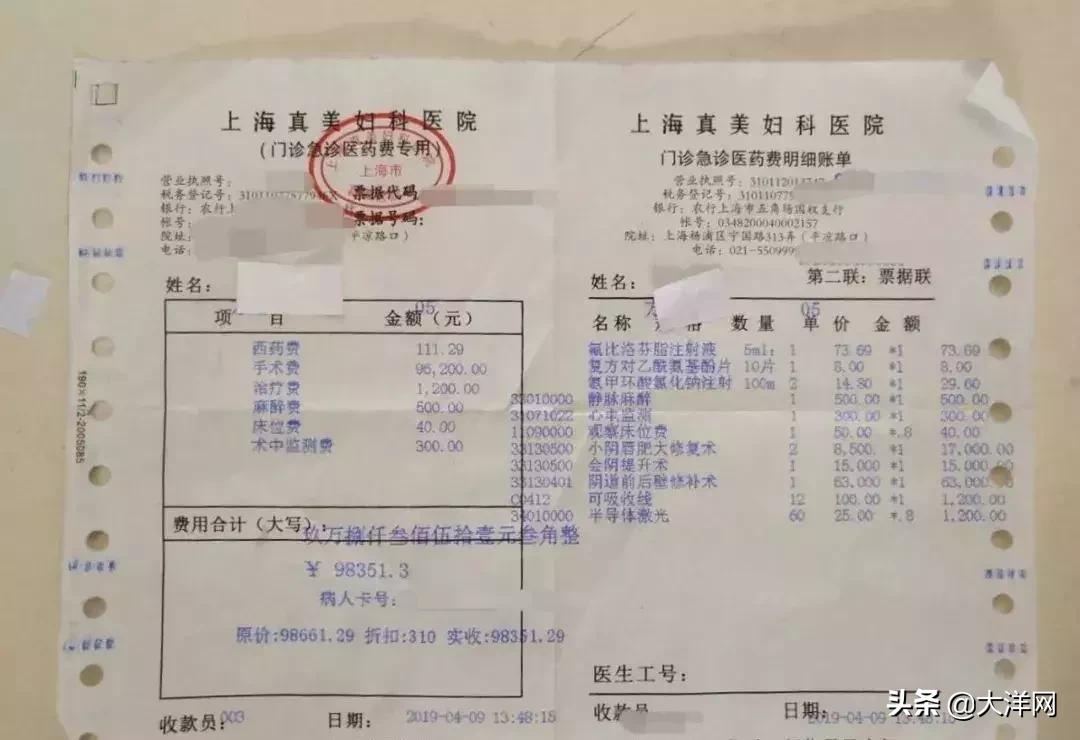 上海真美妇科医院
(门诊急诊医药费专用)
上海市
营业执照号:
税务登记号:
票据代码
银行: 农行上
票据号码:
帐号:
院址: 平凉路口)
电话:
姓名:
05
项 目 金额(元)
西药费 111.29
手术费 95,200.00
治疗费 1,200.00
麻醉费 500.00
床位费 40.00
术中监测费 300.00
费用合计(大写):
玖万捌仟叁佰伍拾壹元叁角整
¥ 98351.3
病人卡号:
原价:98661.29 折扣:310 实收:98351.29
收款员: 003 日期: 2019-04-09 13:48:15
190×11/2-2005085
上海真美妇科医院
门诊急诊医药费明细账单
营业执照号:
税务登记号: 310110775
银行: 农行上海市五角场国权支行
帐号: 0348200040002157
院址: 上海杨浦区宁国路313弄(平凉路口)
电话: 021-550999
姓名: 第二联: 票据联
05
名称 数量 单价 金额
氟比洛芬脂注射液 5ml: 1 73.69 *1 73.69
复方对乙酰氨基酚片 10片 1 8.00 *1 8.00
氨甲环酸氯化钠注射 100m 2 14.80 *1 29.60
33010000 静脉麻醉 1 500.00 *1 500.00
31071022 心率监测 1 300.00 *1 300.00
11090000 观察床位费 1 50.00 *.8 40.00
33130500 小阴唇肥大修复术 2 8,500. *1 17,000.00
33130500 会阴提升术 1 15,000 *1 15,000.00
33130401 阴道前后壁修补术 1 63,000 *1 63,000.00
C0412 可吸收线 12 100.00 *1 1,200.00
34010000 半导体激光 60 25.00 *.8 1,200.00
医生工号:
收款员
日期: 2019-04-09 13:48:15
头条 @大洋网